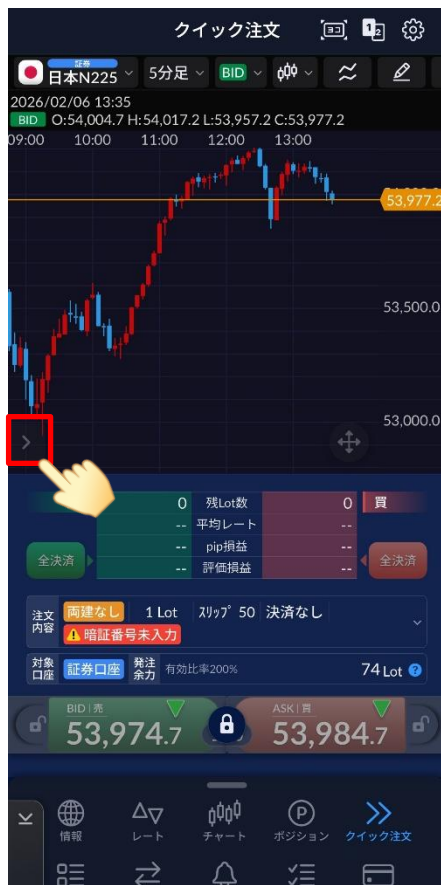 クイック注文
証券
日本N225 5分足 BID
2026/02/06 13:35
BID O:54,004.7 H:54,017.2 L:53,957.2 C:53,977.2
09:00 10:00 11:00 12:00 13:00
53,977.2
53,500.0
53,000.0
0 残Lot数 0 買
-- 平均レート --
-- pip損益 --
全決済 -- 評価損益 -- 全決済
注文内容 両建なし 1 Lot ｽﾘｯﾌﾟ 50 決済なし
暗証番号未入力
対象口座 証券口座 発注余力 有効比率200% 74 Lot ?
BID | 売 ASK | 買
53,974.7 53,984.7
情報 レート チャート ポジション クイック注文